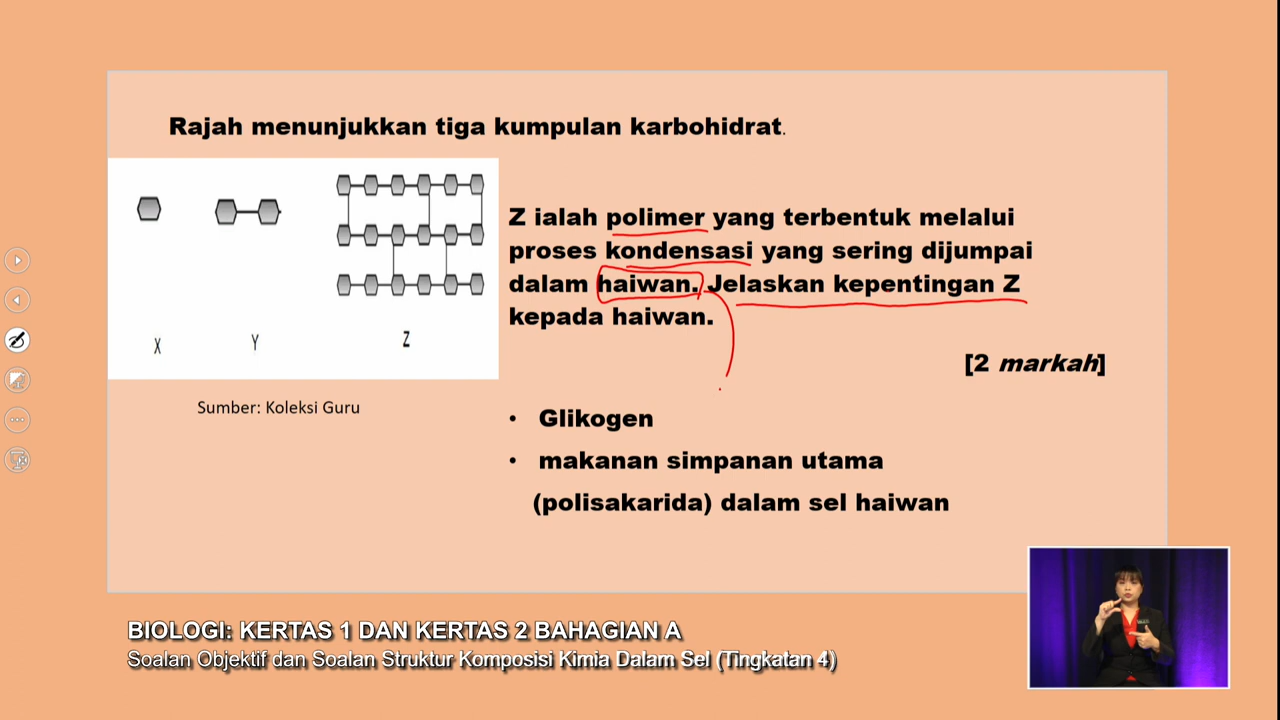 Rajah menunjukkan tiga kumpulan karbohidrat.
X
Y
Z
Sumber: Koleksi Guru
Z ialah polimer yang terbentuk melalui
proses kondensasi yang sering dijumpai
dalam haiwan. Jelaskan kepentingan Z
kepada haiwan.
[2 markah]
• Glikogen
• makanan simpanan utama
(polisakarida) dalam sel haiwan
BIOLOGI: KERTAS 1 DAN KERTAS 2 BAHAGIAN A
Soalan Objektif dan Soalan Struktur Komposisi Kimia Dalam Sel (Tingkatan 4)